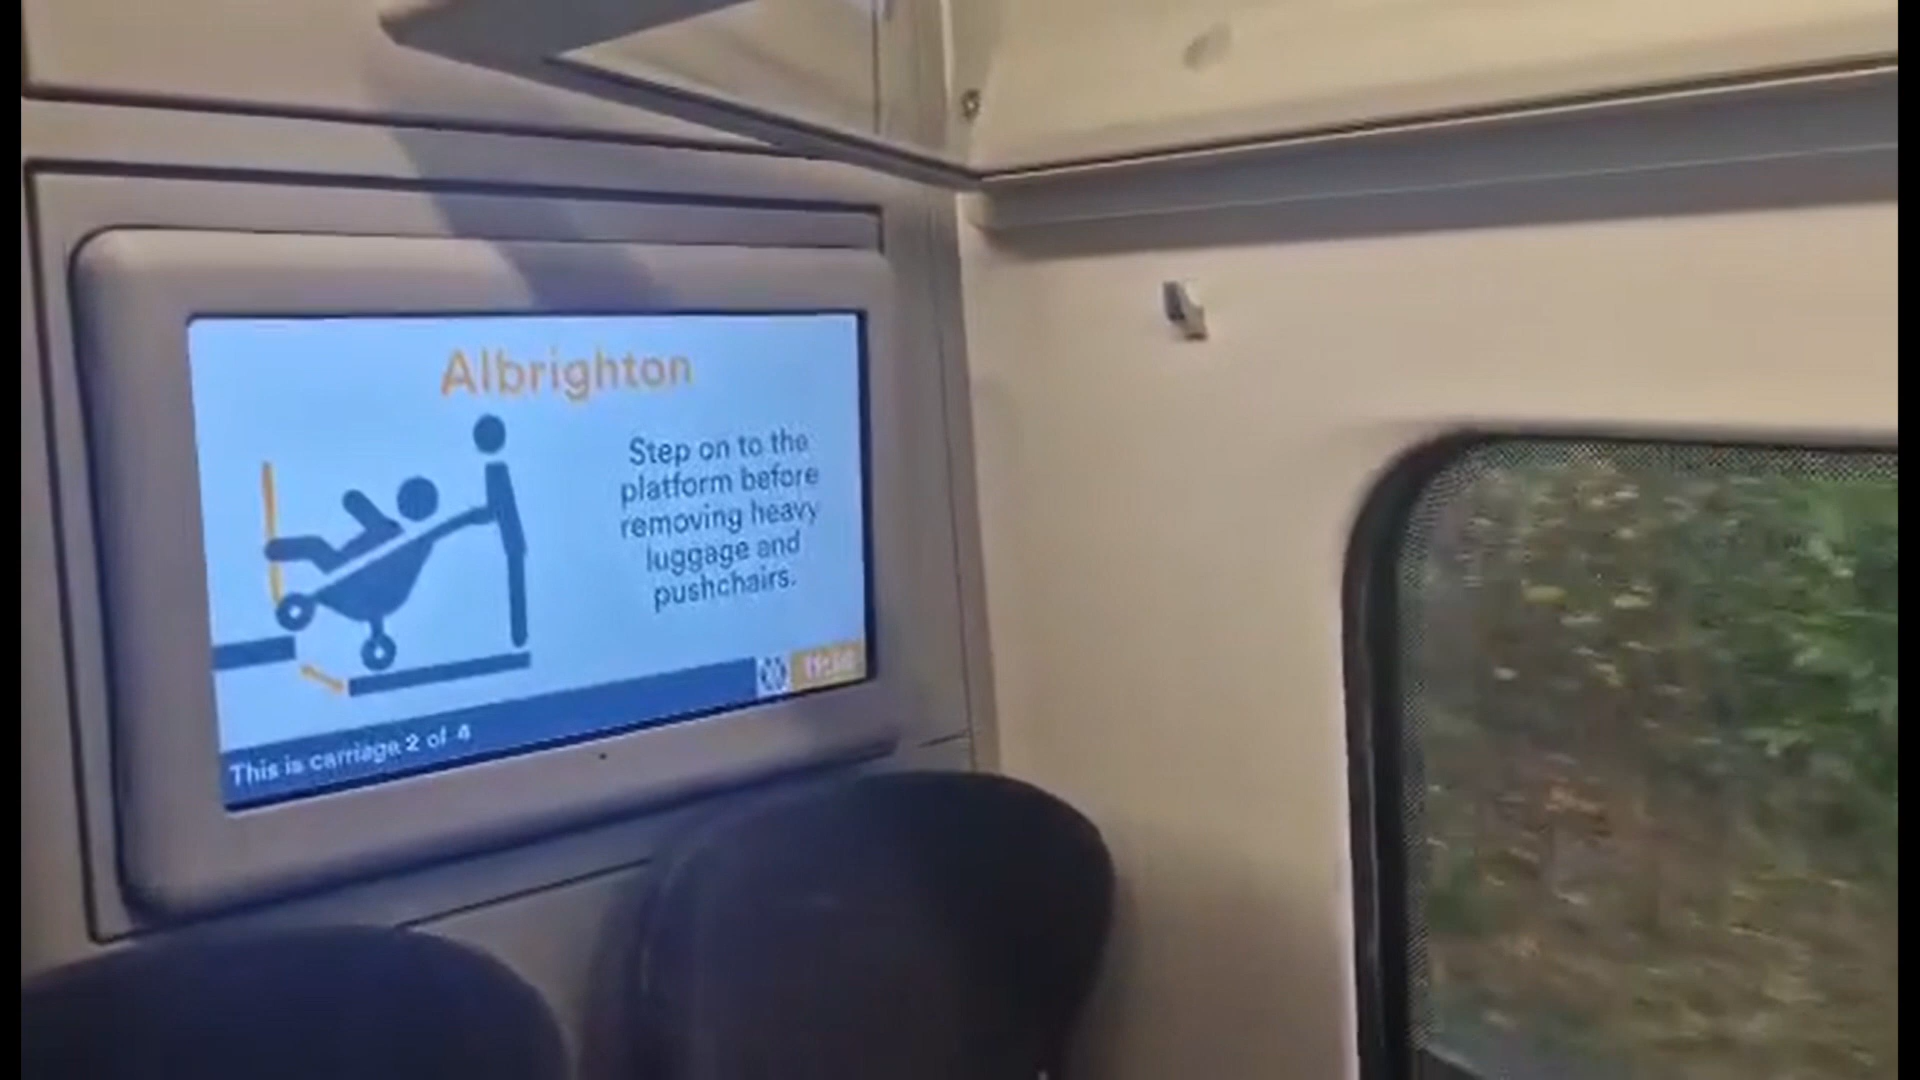 Albrighton
Step on to the
platform before
removing heavy
luggage and
pushchairs.
This is carriage 2 of 4